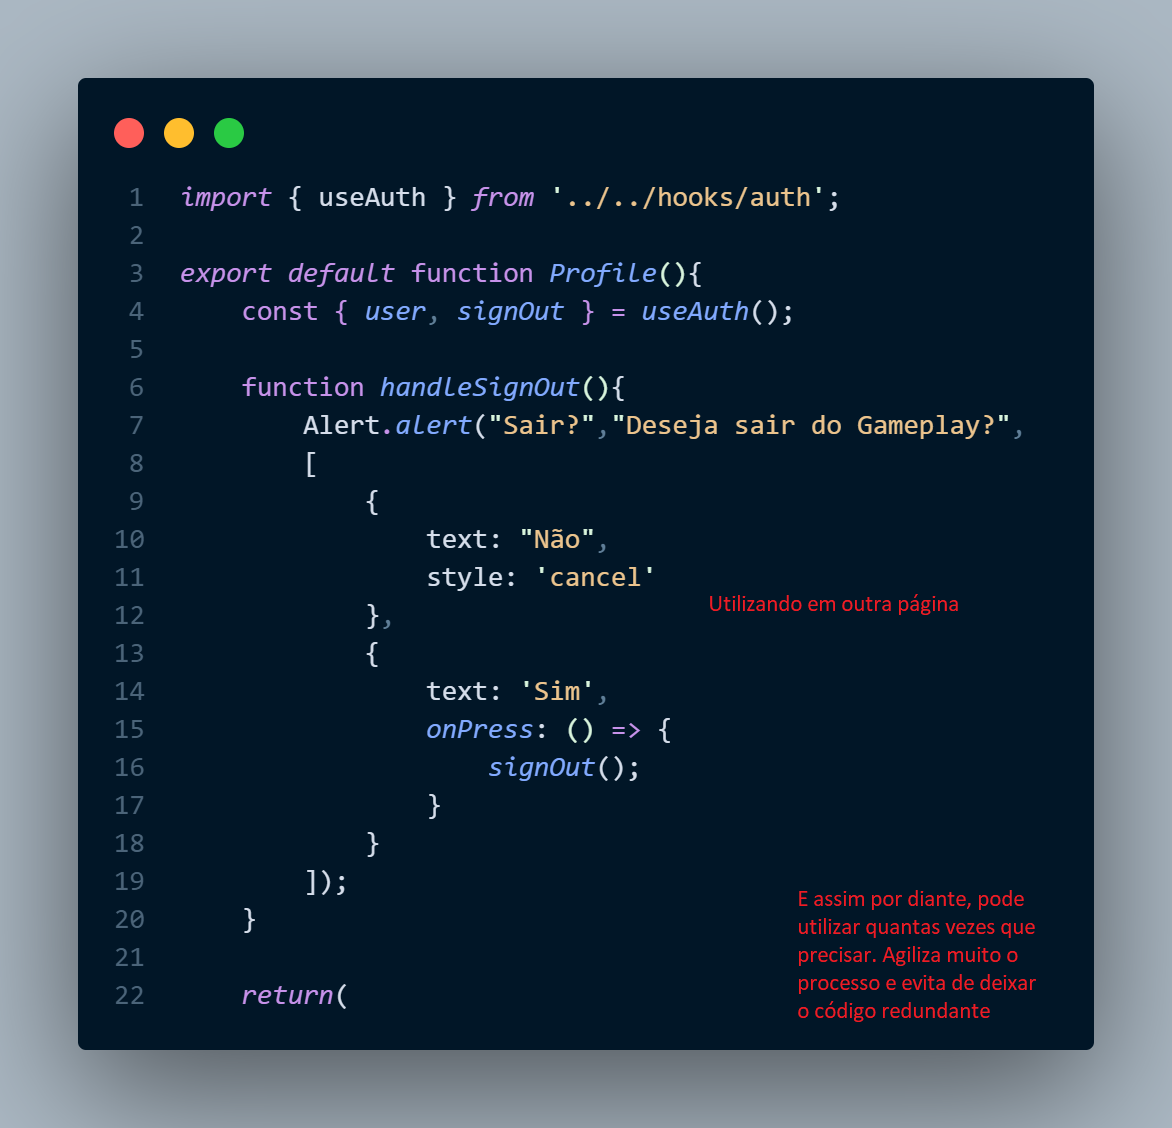 1 import { useAuth } from '../../hooks/auth';
2
3 export default function Profile(){
4 const { user, signOut } = useAuth();
5
6 function handleSignOut(){
7 Alert.alert("Sair?","Deseja sair do Gameplay?",
8 [
9 {
10 text: "Não",
11 style: 'cancel'
Utilizando em outra página
12 },
13 {
14 text: 'Sim',
15 onPress: () => {
16 signOut();
17 }
18 }
19 ]);
20 }
21
22 return(
E assim por diante, pode
utilizar quantas vezes que
precisar. Agiliza muito o
processo e evita de deixar
o código redundante